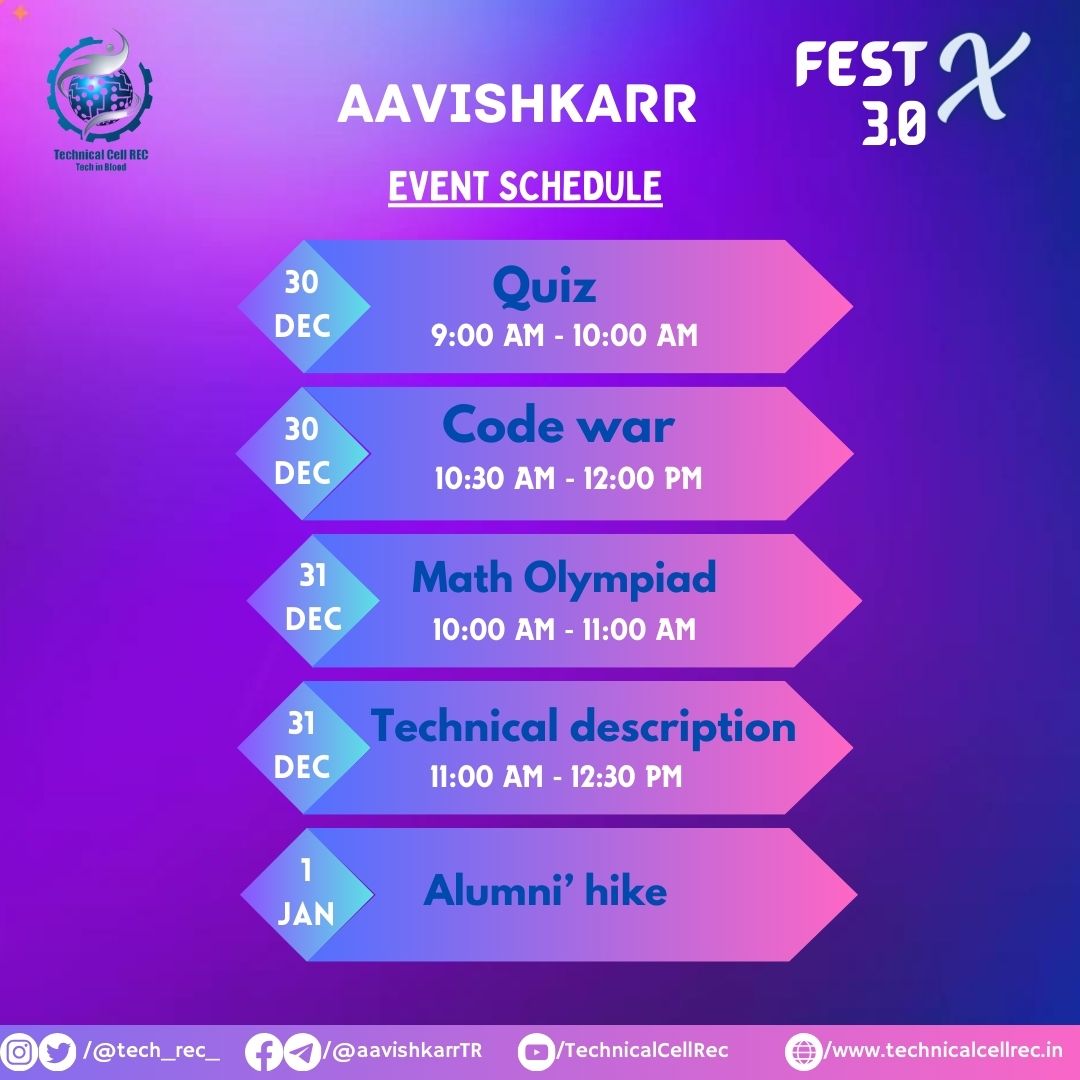 Technical Cell REC
Tech in Blood
AAVISHKARR
FEST X
3.0
EVENT SCHEDULE
30
DEC
Quiz
9:00 AM - 10:00 AM
30
DEC
Code war
10:30 AM - 12:00 PM
31
DEC
Math Olympiad
10:00 AM - 11:00 AM
31
DEC
Technical description
11:00 AM - 12:30 PM
1
JAN
Alumni’ hike
/@tech_rec_ /@aavishkarrTR /TechnicalCellRec /www.technicalcellrec.in